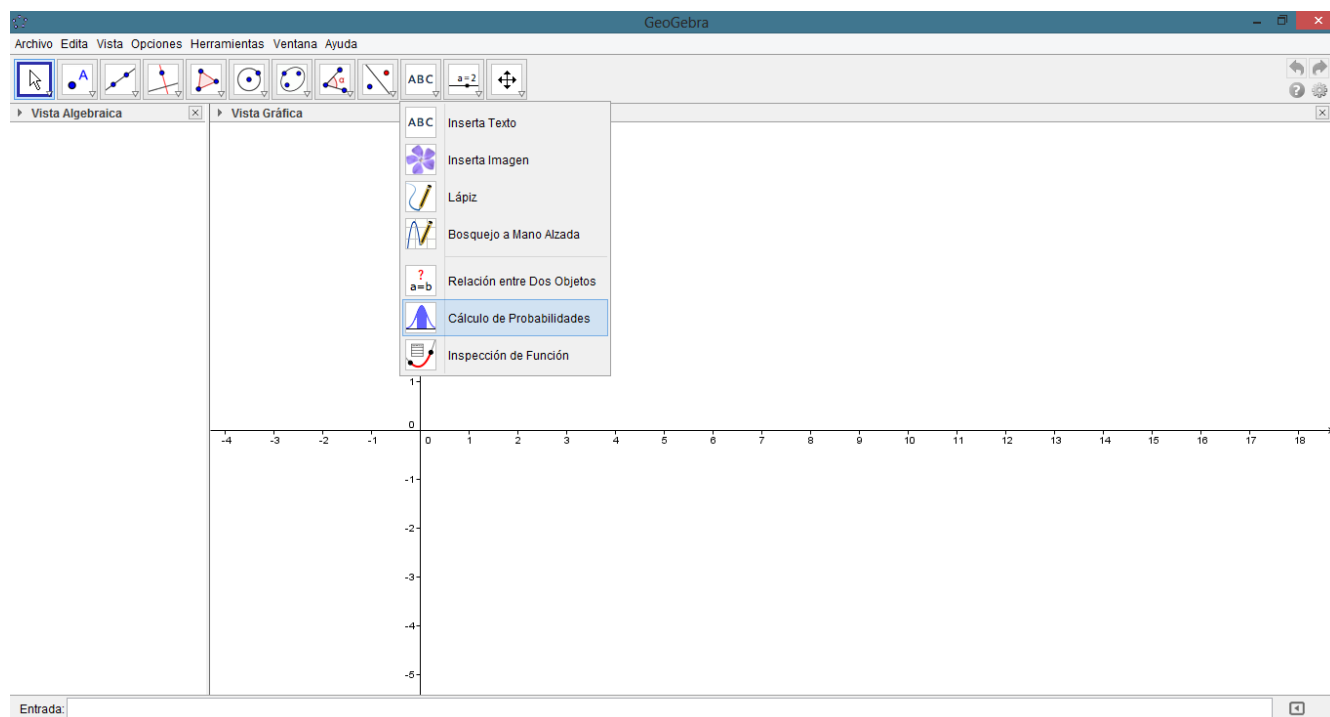 GeoGebra
Archivo Edita Vista Opciones Herramientas Ventana Ayuda
A α ABC a=2
Vista Algebraica
Vista Gráfica
ABC Inserta Texto
Inserta Imagen
Lápiz
Bosquejo a Mano Alzada
? a=b Relación entre Dos Objetos
Cálculo de Probabilidades
Inspección de Función
1
0
-4 -3 -2 -1 0 1 2 3 4 5 6 7 8 9 10 11 12 13 14 15 16 17 18
-1
-2
-3
-4
-5
Entrada: